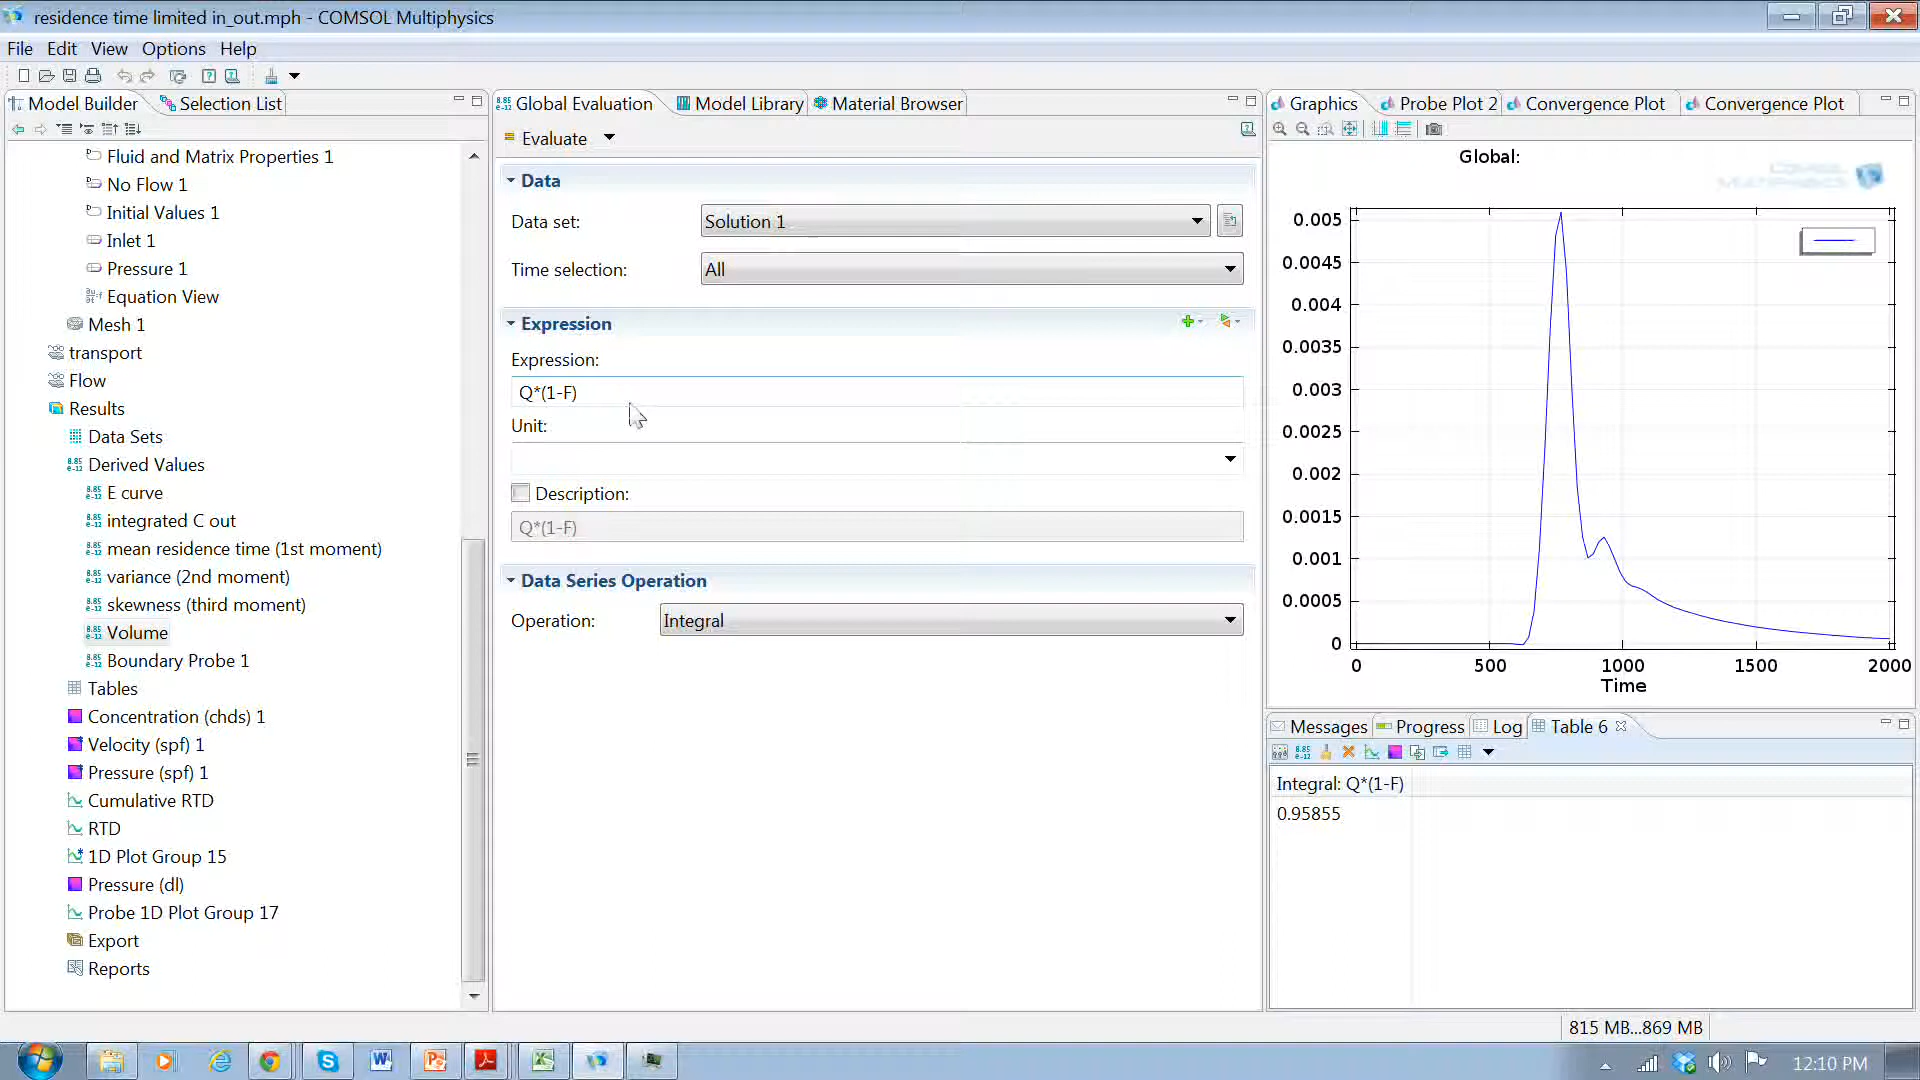 residence time limited in_out.mph - COMSOL Multiphysics
File Edit View Options Help
Model Builder Selection List
Fluid and Matrix Properties 1
No Flow 1
Initial Values 1
Inlet 1
Pressure 1
Equation View
Mesh 1
transport
Flow
Results
Data Sets
Derived Values
E curve
integrated C out
mean residence time (1st moment)
variance (2nd moment)
skewness (third moment)
Volume
Boundary Probe 1
Tables
Concentration (chds) 1
Velocity (spf) 1
Pressure (spf) 1
Cumulative RTD
RTD
1D Plot Group 15
Pressure (dl)
Probe 1D Plot Group 17
Export
Reports
Global Evaluation Model Library Material Browser
Evaluate
Data
Data set: Solution 1
Time selection: All
Expression
Expression:
Q*(1-F)
Unit:
Description:
Q*(1-F)
Data Series Operation
Operation: Integral
Graphics Probe Plot 2 Convergence Plot Convergence Plot
Global:
COMSOL
MULTIPHYSICS
0.005
0.0045
0.004
0.0035
0.003
0.0025
0.002
0.0015
0.001
0.0005
0
0 500 1000 1500 2000
Time
Messages Progress Log Table 6
Integral: Q*(1-F)
0.95855
815 MB...869 MB
12:10 PM